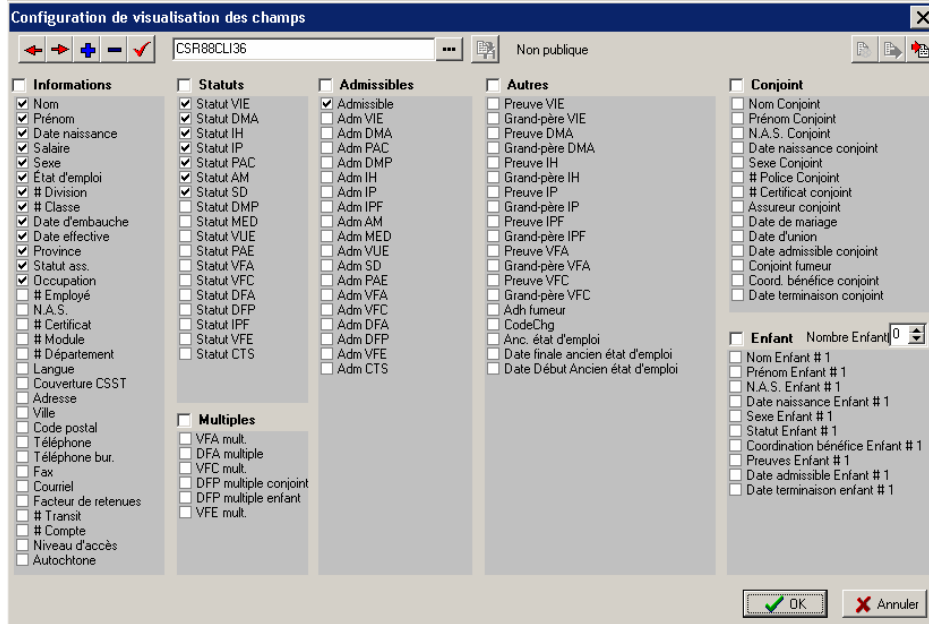 Configuration de visualisation des champs
CSR88CLI36
...
Non publique
Informations
Nom
Prénom
Date naissance
Salaire
Sexe
État d'emploi
# Division
# Classe
Date d'embauche
Date effective
Province
Statut ass.
Occupation
# Employé
N.A.S.
# Certificat
# Module
# Département
Langue
Couverture CSST
Adresse
Ville
Code postal
Téléphone
Téléphone bur.
Fax
Courriel
Facteur de retenues
# Transit
# Compte
Niveau d'accès
Autochtone
Statuts
Statut VIE
Statut DMA
Statut IH
Statut IP
Statut PAC
Statut AM
Statut SD
Statut DMP
Statut MED
Statut VUE
Statut PAE
Statut VFA
Statut VFC
Statut DFA
Statut DFP
Statut IPF
Statut VFE
Statut CTS
Multiples
VFA mult.
DFA multiple
VFC mult.
DFP multiple conjoint
DFP multiple enfant
VFE mult.
Admissibles
Admissible
Adm VIE
Adm DMA
Adm PAC
Adm DMP
Adm IH
Adm IP
Adm IPF
Adm AM
Adm MED
Adm VUE
Adm SD
Adm PAE
Adm VFA
Adm VFC
Adm DFA
Adm DFP
Adm VFE
Adm CTS
Autres
Preuve VIE
Grand-père VIE
Preuve DMA
Grand-père DMA
Preuve IH
Grand-père IH
Preuve IP
Grand-père IP
Preuve IPF
Grand-père IPF
Preuve VFA
Grand-père VFA
Preuve VFC
Grand-père VFC
Adh fumeur
CodeChg
Anc. état d'emploi
Date finale ancien état d'emploi
Date Début Ancien état d'emploi
Conjoint
Nom Conjoint
Prénom Conjoint
N.A.S. Conjoint
Date naissance conjoint
Sexe Conjoint
# Police Conjoint
# Certificat conjoint
Assureur conjoint
Date de mariage
Date d'union
Date admissible conjoint
Conjoint fumeur
Coord. bénéfice conjoint
Date terminaison conjoint
Enfant Nombre Enfant 0
Nom Enfant # 1
Prénom Enfant # 1
N.A.S. Enfant # 1
Date naissance Enfant # 1
Sexe Enfant # 1
Statut Enfant # 1
Coordination bénéfice Enfant # 1
Preuves Enfant # 1
Date admissible Enfant # 1
Date terminaison enfant # 1
OK
Annuler